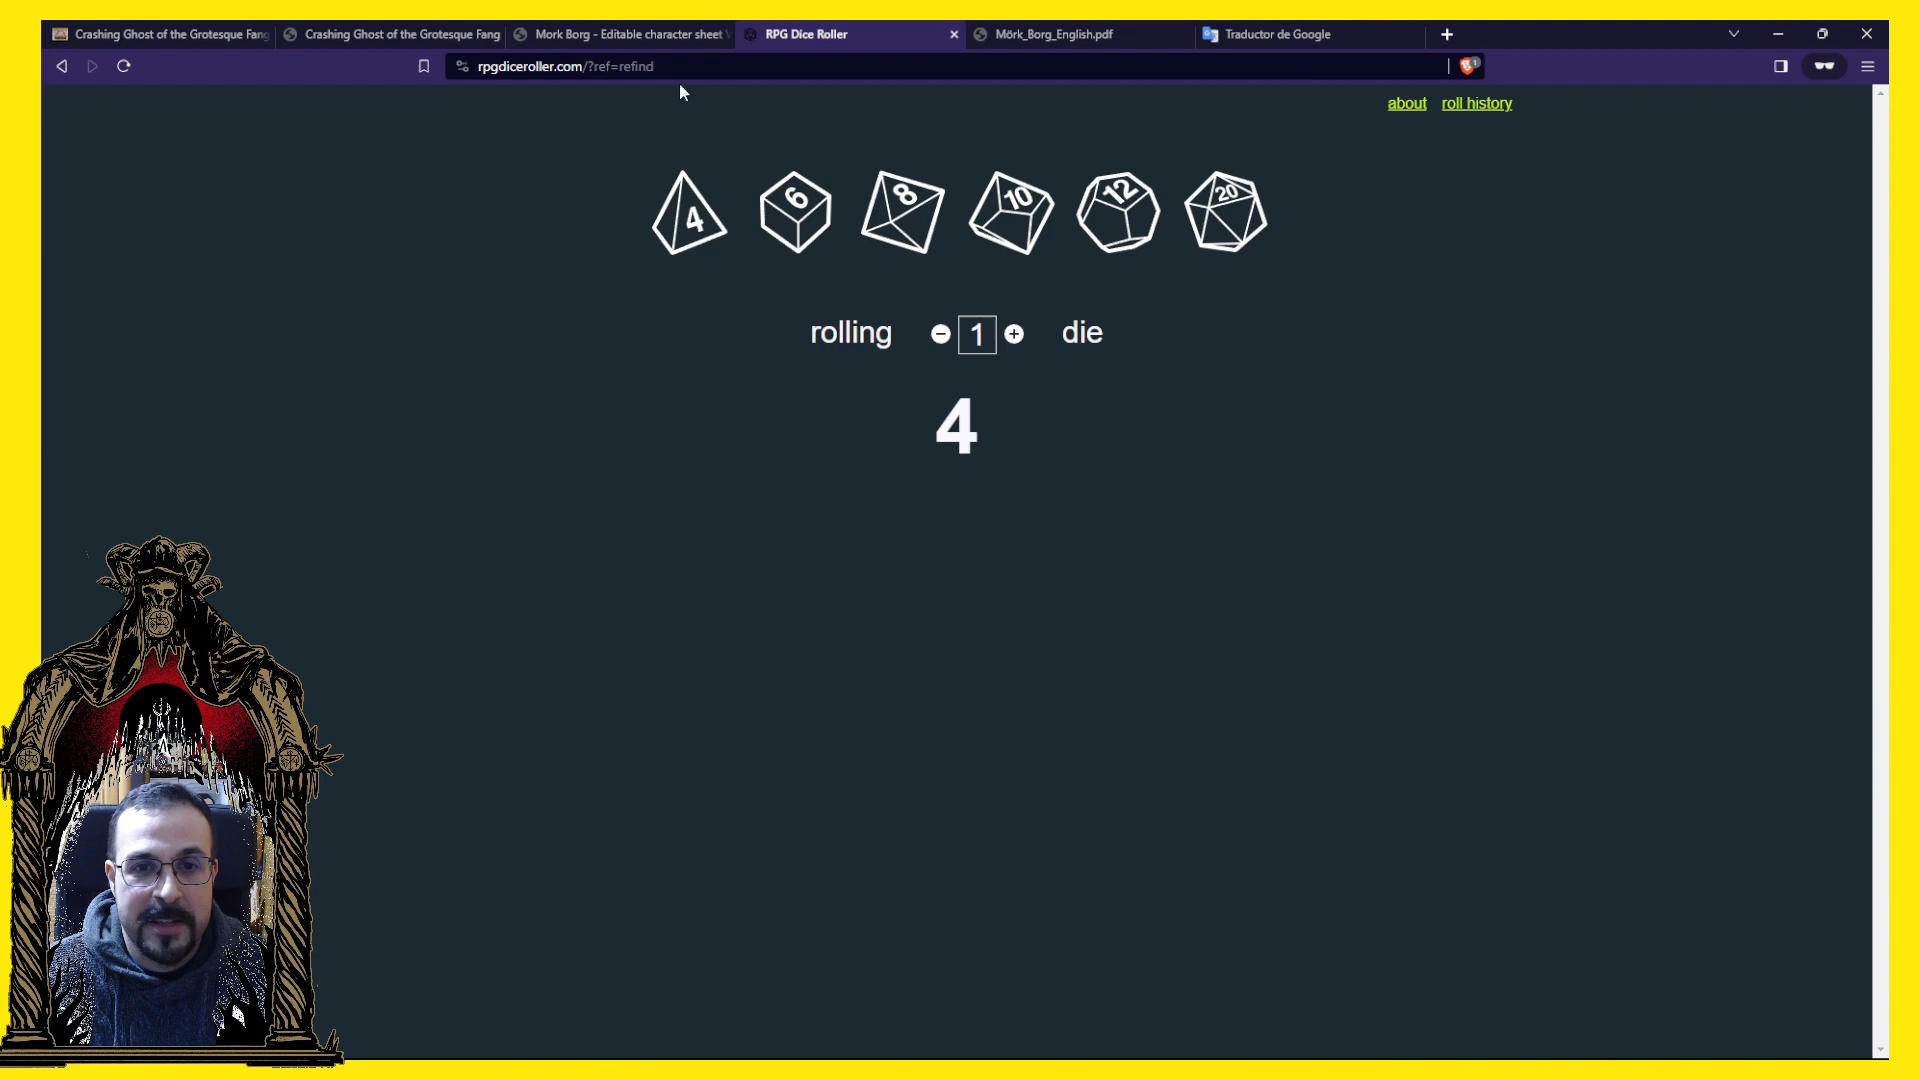 Crashing Ghost of the Grotesque Fang
Crashing Ghost of the Grotesque Fang
Mork Borg - Editable character sheet
RPG Dice Roller
Mörk_Borg_English.pdf
Traductor de Google
rpgdiceroller.com/?ref=refind
1
about roll history
4 6 8 10 12 20
rolling 1 die
4